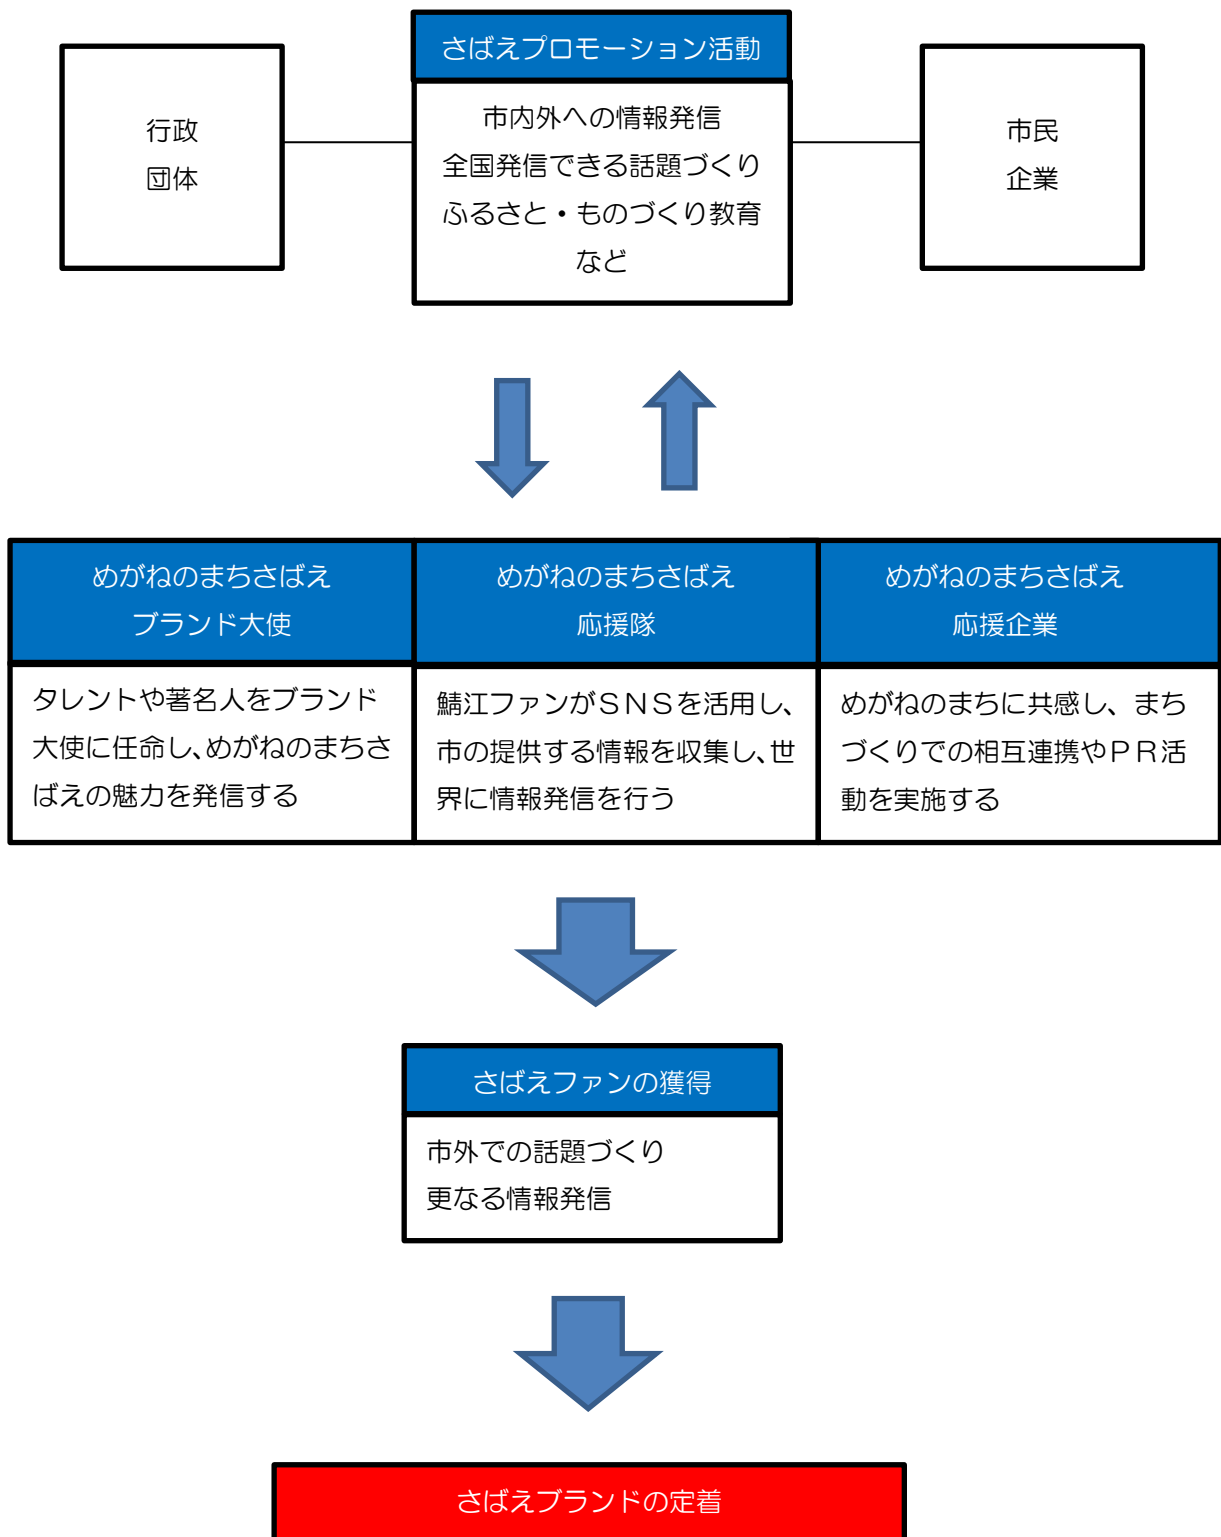 さばえプロモーション活動
行政
団体
市内外への情報発信
全国発信できる話題づくり
ふるさと・ものづくり教育
など
市民
企業
めがねのまちさばえ
ブランド大使
めがねのまちさばえ
応援隊
めがねのまちさばえ
応援企業
タレントや著名人をブランド
大使に任命し、めがねのまちさ
ばえの魅力を発信する
鯖江ファンがSNSを活用し、
市の提供する情報を収集し、世
界に情報発信を行う
めがねのまちに共感し、まち
づくりでの相互連携やPR活
動を実施する
さばえファンの獲得
市外での話題づくり
更なる情報発信
さばえブランドの定着